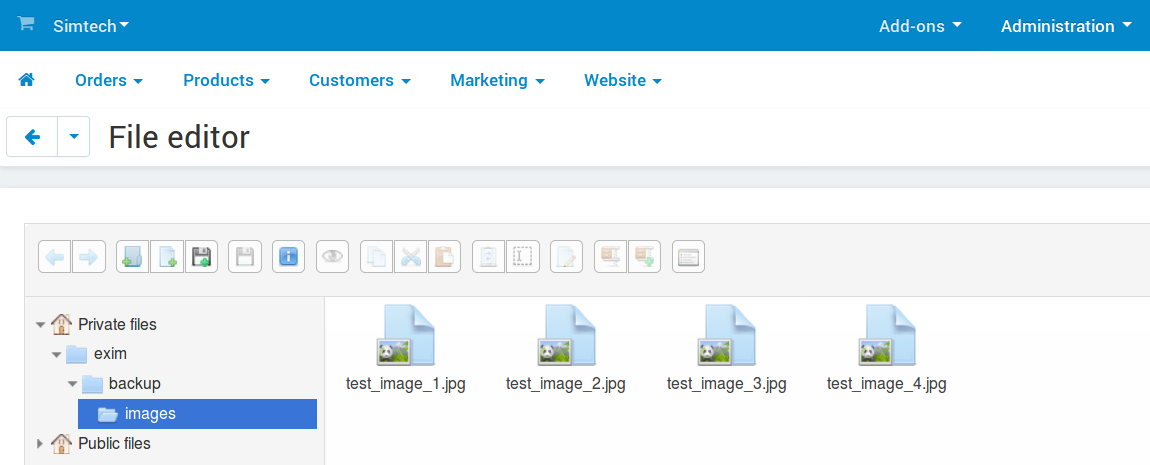 Simtech Add-ons Administration
Orders Products Customers Marketing Website
File editor
Private files
exim
backup
images
Public files
test_image_1.jpg test_image_2.jpg test_image_3.jpg test_image_4.jpg